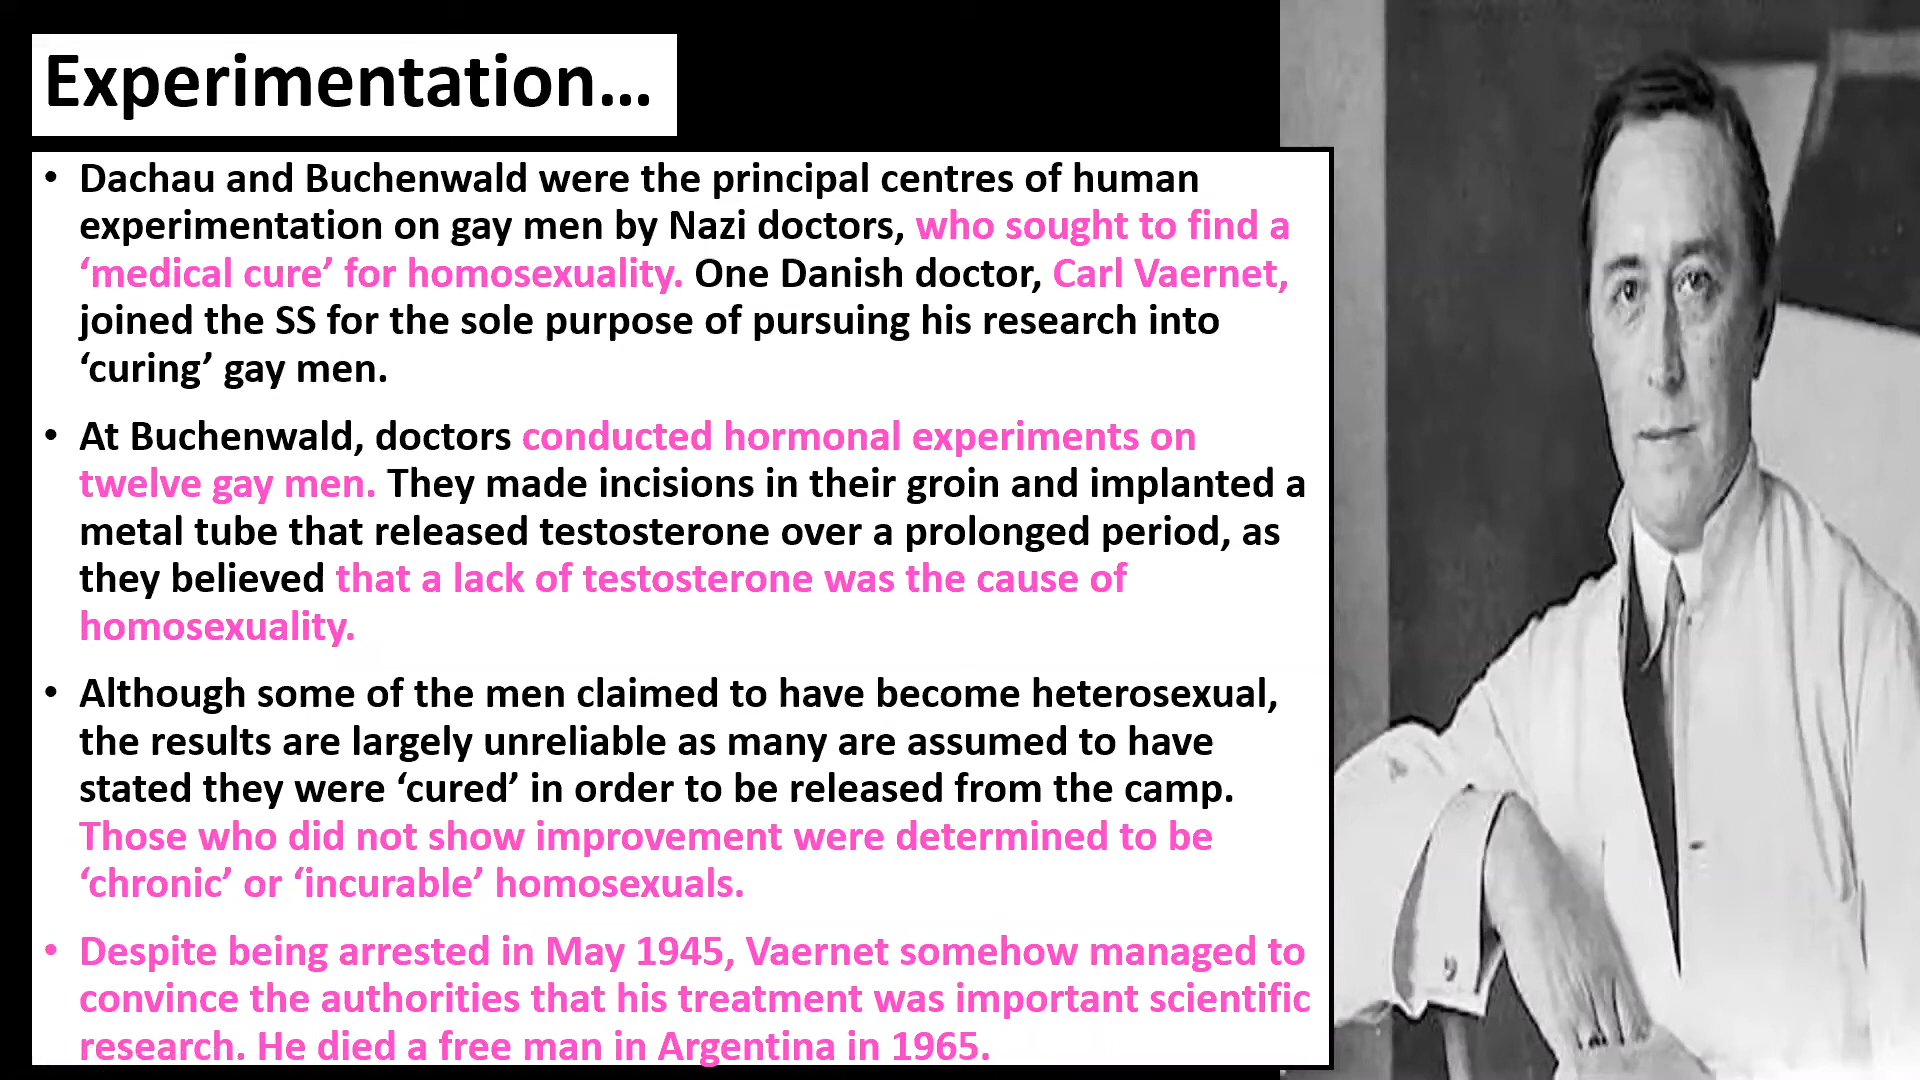 Experimentation...
• Dachau and Buchenwald were the principal centres of human
experimentation on gay men by Nazi doctors, who sought to find a
‘medical cure’ for homosexuality. One Danish doctor, Carl Vaernet,
joined the SS for the sole purpose of pursuing his research into
‘curing’ gay men.
• At Buchenwald, doctors conducted hormonal experiments on
twelve gay men. They made incisions in their groin and implanted a
metal tube that released testosterone over a prolonged period, as
they believed that a lack of testosterone was the cause of
homosexuality.
• Although some of the men claimed to have become heterosexual,
the results are largely unreliable as many are assumed to have
stated they were ‘cured’ in order to be released from the camp.
Those who did not show improvement were determined to be
‘chronic’ or ‘incurable’ homosexuals.
• Despite being arrested in May 1945, Vaernet somehow managed to
convince the authorities that his treatment was important scientific
research. He died a free man in Argentina in 1965.